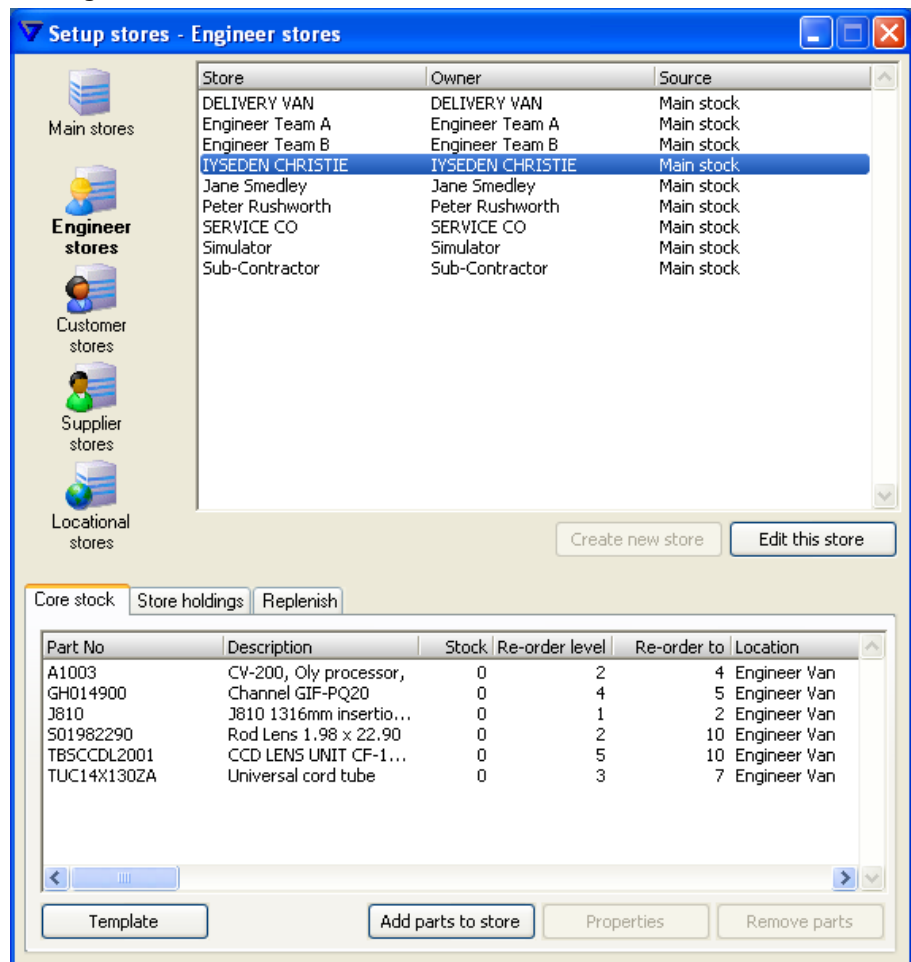 Setup stores - Engineer stores
Main stores
Engineer
stores
Customer
stores
Supplier
stores
Locational
stores
Store Owner Source
DELIVERY VAN DELIVERY VAN Main stock
Engineer Team A Engineer Team A Main stock
Engineer Team B Engineer Team B Main stock
IYSEDEN CHRISTIE IYSEDEN CHRISTIE Main stock
Jane Smedley Jane Smedley Main stock
Peter Rushworth Peter Rushworth Main stock
SERVICE CO SERVICE CO Main stock
Simulator Simulator Main stock
Sub-Contractor Sub-Contractor Main stock
Create new store Edit this store
Core stock Store holdings Replenish
Part No Description Stock Re-order level Re-order to Location
A1003 CV-200, Oly processor, 0 2 4 Engineer Van
GH014900 Channel GIF-PQ20 0 4 5 Engineer Van
J810 J810 1316mm insertio... 0 1 2 Engineer Van
S01982290 Rod Lens 1.98 x 22.90 0 2 10 Engineer Van
TBSCCDL2001 CCD LENS UNIT CF-1... 0 5 10 Engineer Van
TUC14X130ZA Universal cord tube 0 3 7 Engineer Van
Template Add parts to store Properties Remove parts